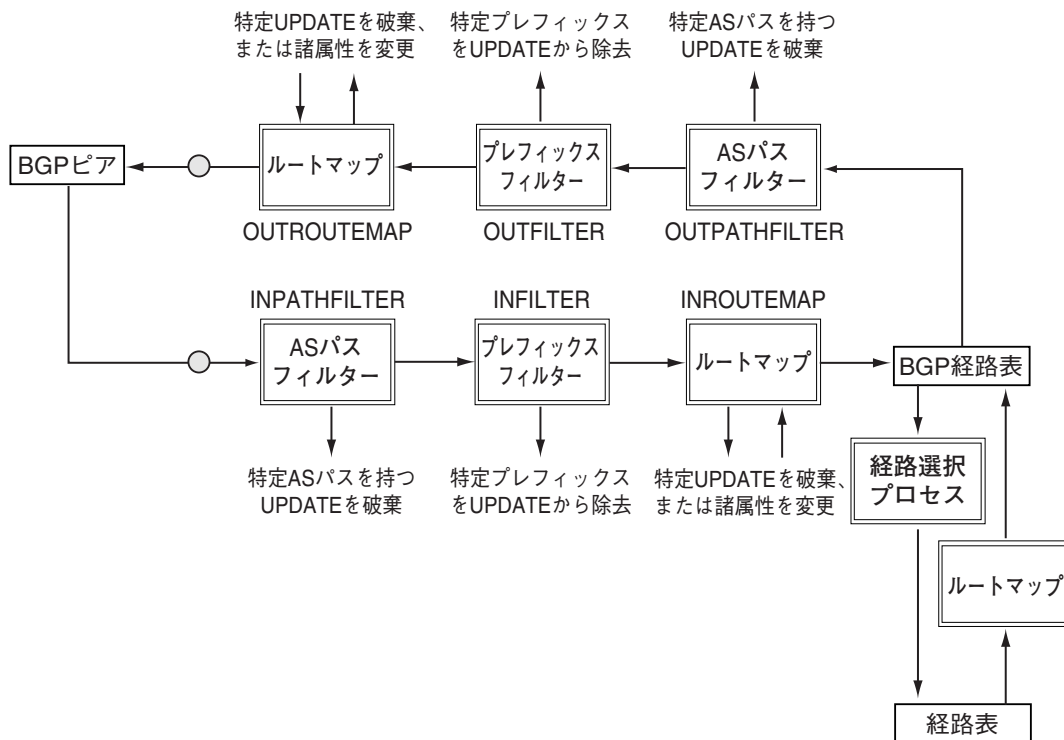 特定UPDATEを破棄、
または諸属性を変更
特定プレフィックス
をUPDATEから除去
特定ASパスを持つ
UPDATEを破棄
BGPピア
ルートマップ
プレフィックス
フィルター
ASパス
フィルター
OUTROUTEMAP
OUTFILTER
OUTPATHFILTER
INPATHFILTER
INFILTER
INROUTEMAP
ASパス
フィルター
プレフィックス
フィルター
ルートマップ
BGP経路表
特定ASパスを持つ
UPDATEを破棄
特定プレフィックス
をUPDATEから除去
特定UPDATEを破棄、
または諸属性を変更
経路選択
プロセス
ルートマップ
経路表